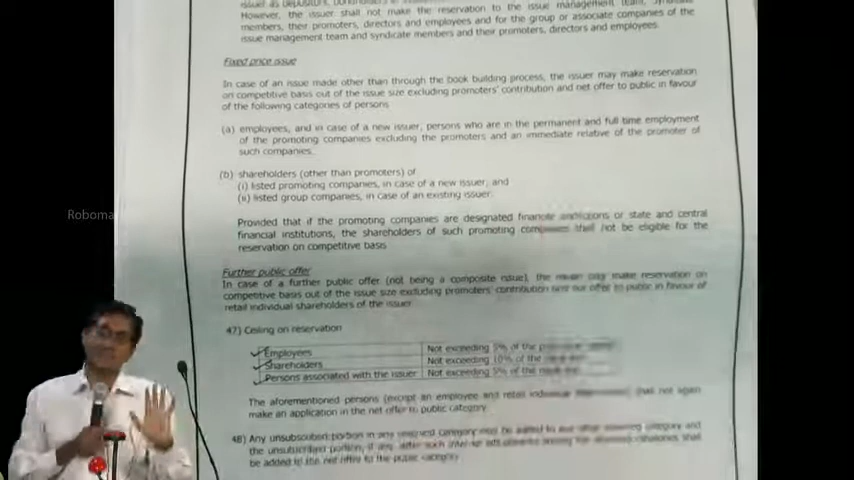 issuer as depositors,
However, the issuer shall not make the reservation to the issue management team, syndicate
members, their promoters, directors and employees and for the group or associate companies of the
issue management team and syndicate members and their promoters, directors and employees.
Fixed price issue
In case of an issue made other than through the book building process, the issuer may make reservation
on competitive basis out of the issue size excluding promoters' contribution and net offer to public in favour
of the following categories of persons
(a) employees, and in case of a new issuer, persons who are in the permanent and full time employment
of the promoting companies excluding the promoters and an immediate relative of the promoter of
such companies.
(b) shareholders (other than promoters) of
(i) listed promoting companies, in case of a new issuer, and
(ii) listed group companies, in case of an existing issuer.
Roboma
Provided that if the promoting companies are designated financial institutions or state and central
financial institutions, the shareholders of such promoting companies shall not be eligible for the
reservation on competitive basis
Further public offer
In case of a further public offer (not being a composite issue), the issuer may make reservation on
competitive basis out of the issue size excluding promoters' contribution and net offer to public in favour of
retail individual shareholders of the issuer
47) Ceiling on reservation
Employees Not exceeding 5% of the
Shareholders Not exceeding 10% of the
Persons associated with the issuer Not exceeding 5% of the
The aforementioned persons (except an employee and retail individual shall not again
make an application in the net offer to public category
48) Any unsubscribed portion in any reserved category may be added to any other reserved category and
the unsubscribed portion, if any, after such inter-se adjustments among the reserved categories shall
be added to the net offer to the public category